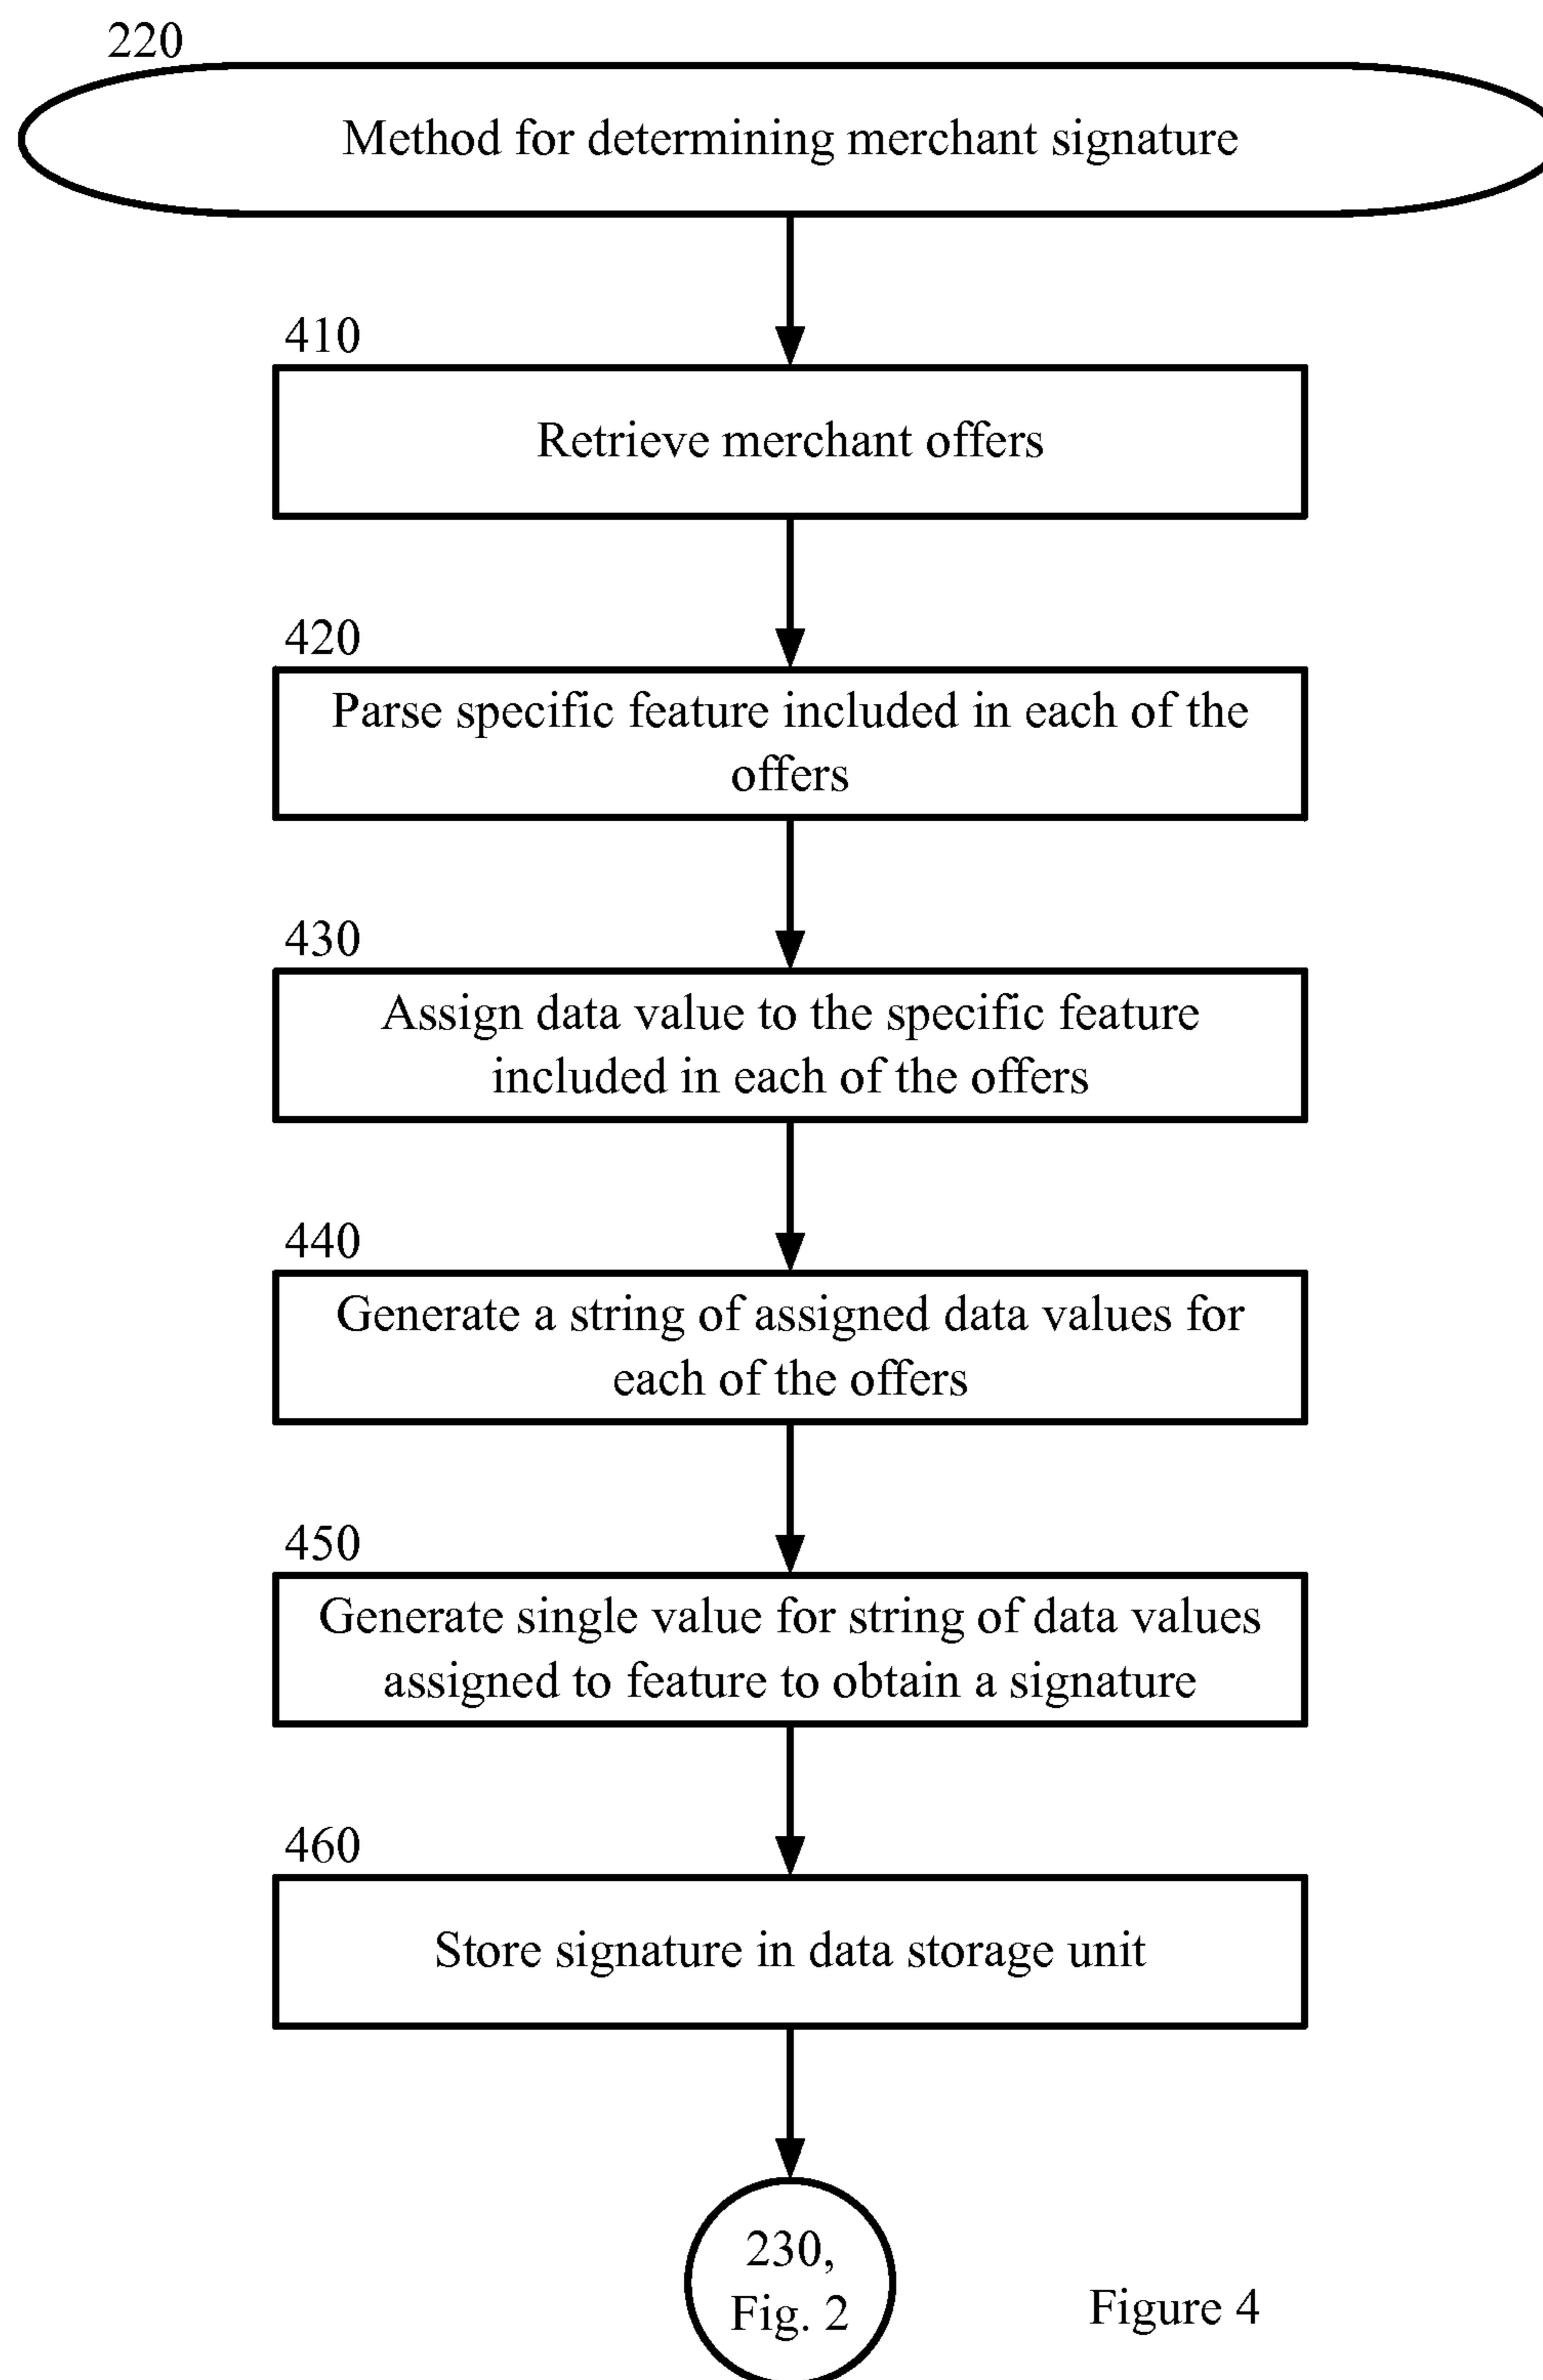 220
Method for determining merchant signature
410
Retrieve merchant offers
420
Parse specific feature included in each of the
offers
430
Assign data value to the specific feature
included in each of the offers
440
Generate a string of assigned data values for
each of the offers
450
Generate single value for string of data values
assigned to feature to obtain a signature
460
Store signature in data storage unit
230,
Fig. 2
Figure 4